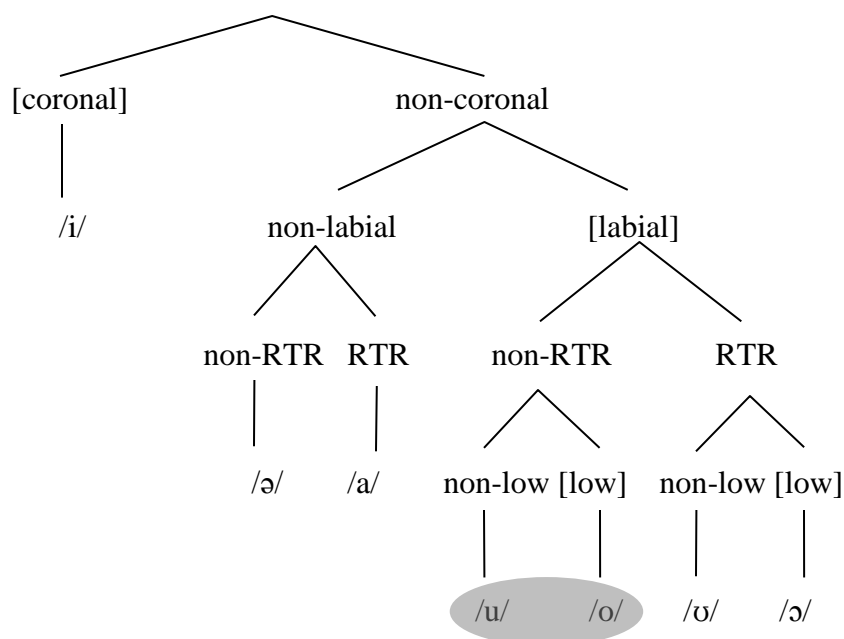 [coronal] non-coronal
/i/ non-labial [labial]
non-RTR RTR non-RTR RTR
/ə/ /a/ non-low [low] non-low [low]
/u/ /o/ /ʊ/ /ɔ/